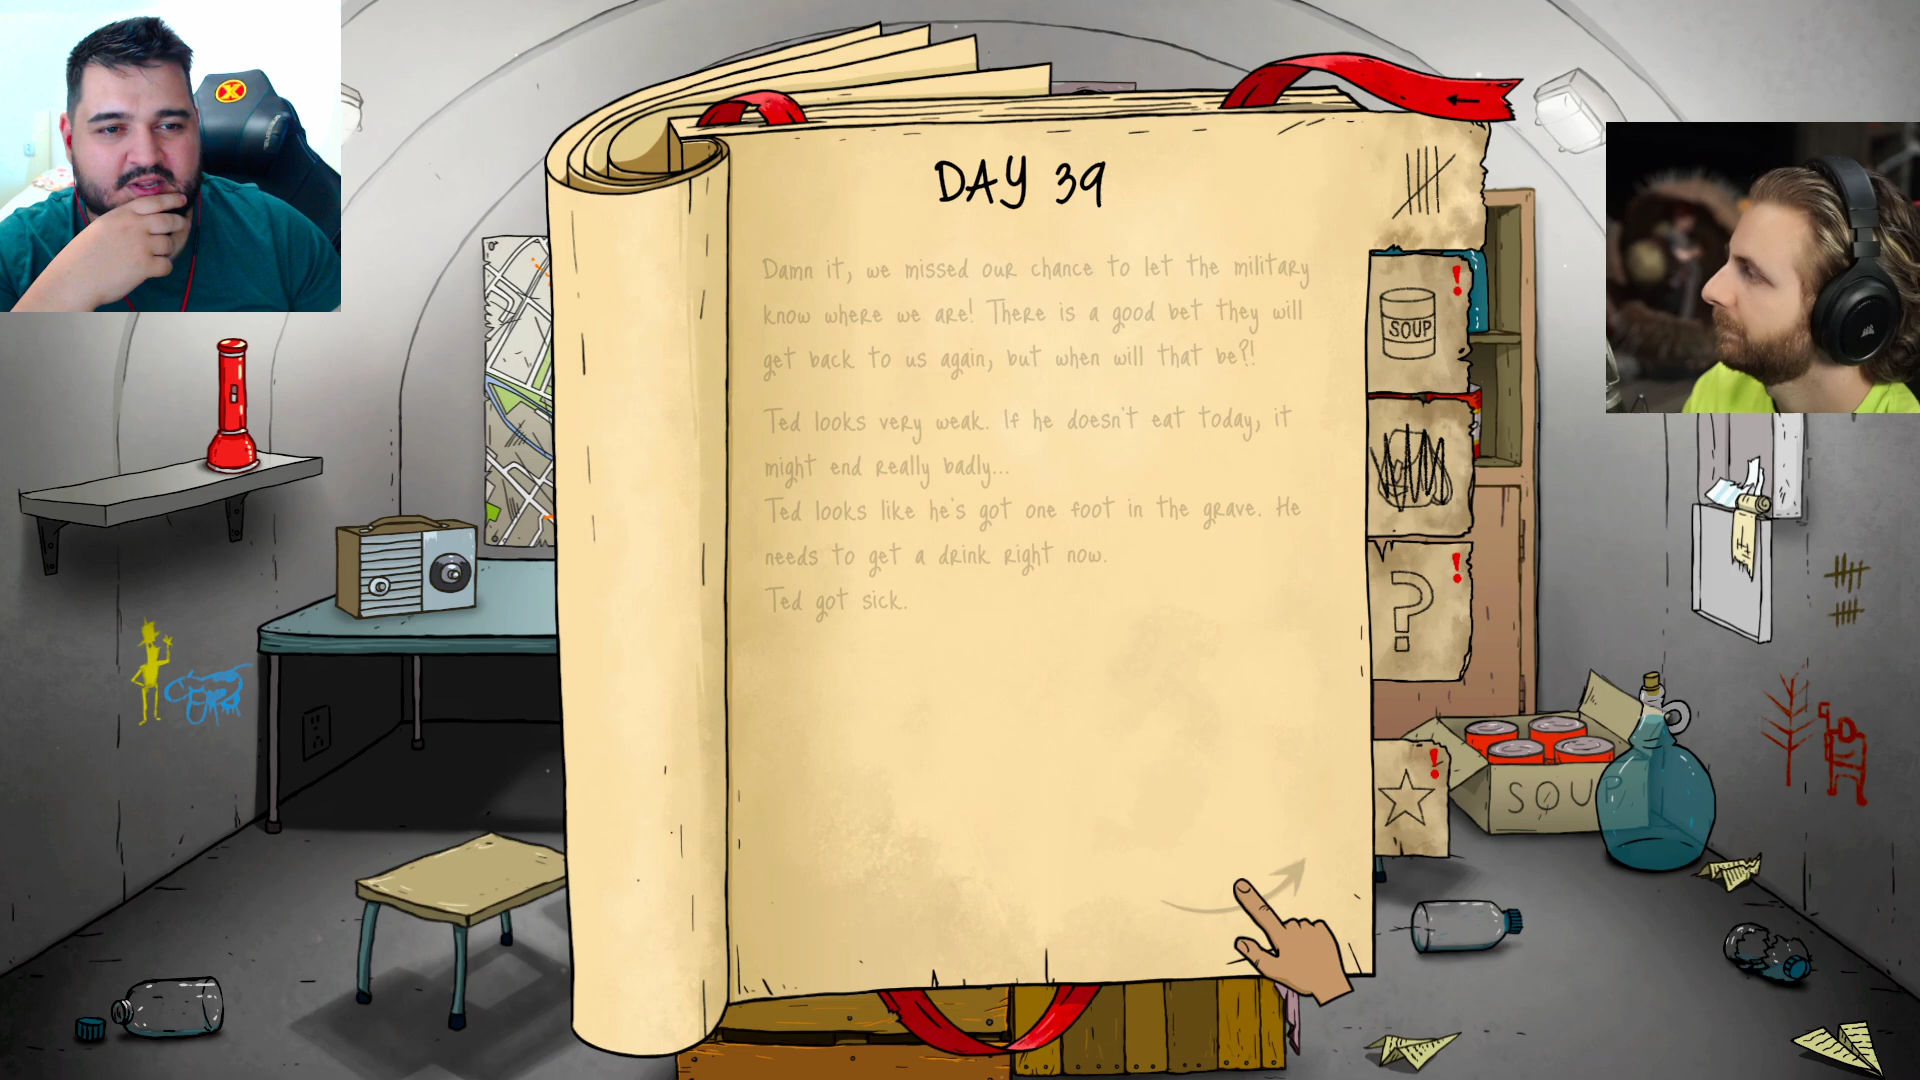 DAY 39
Damn it, we missed our chance to let the military
know where we are! There is a good bet they will
get back to us again, but when will that be?!
Ted looks very weak. If he doesn't eat today, it
might end really badly...
Ted looks like he's got one foot in the grave. He
needs to get a drink right now.
Ted got sick.
!
SOUP
!
?
!
SOUP